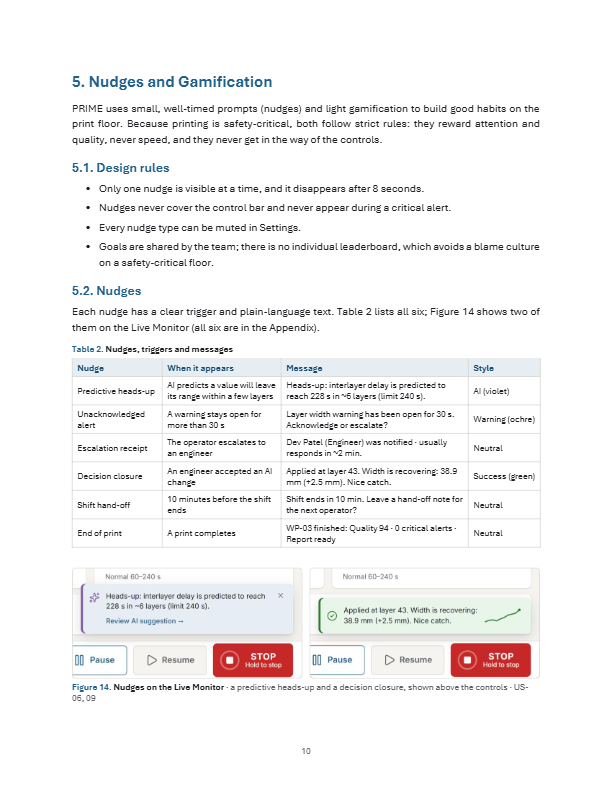 5. Nudges and Gamification
PRIME uses small, well-timed prompts (nudges) and light gamification to build good habits on the
print floor. Because printing is safety-critical, both follow strict rules: they reward attention and
quality, never speed, and they never get in the way of the controls.
5.1. Design rules
• Only one nudge is visible at a time, and it disappears after 8 seconds.
• Nudges never cover the control bar and never appear during a critical alert.
• Every nudge type can be muted in Settings.
• Goals are shared by the team; there is no individual leaderboard, which avoids a blame culture
on a safety-critical floor.
5.2. Nudges
Each nudge has a clear trigger and plain-language text. Table 2 lists all six; Figure 14 shows two of
them on the Live Monitor (all six are in the Appendix).
Table 2. Nudges, triggers and messages
Nudge When it appears Message Style
Predictive heads-up AI predicts a value will leave its range within a few layers Heads-up: interlayer delay is predicted to reach 228 s in ~6 layers (limit 240 s). AI (violet)
Unacknowledged alert A warning stays open for more than 30 s Layer width warning has been open for 30 s. Acknowledge or escalate? Warning (ochre)
Escalation receipt The operator escalates to an engineer Dev Patel (Engineer) was notified · usually responds in ~2 min. Neutral
Decision closure An engineer accepted an AI change Applied at layer 43. Width is recovering: 38.9 mm (+2.5 mm). Nice catch. Success (green)
Shift hand-off 10 minutes before the shift ends Shift ends in 10 min. Leave a hand-off note for the next operator? Neutral
End of print A print completes WP-03 finished: Quality 94 · 0 critical alerts · Report ready Neutral
Normal 60–240 s
Heads-up: interlayer delay is predicted to reach
228 s in ~6 layers (limit 240 s).
Review AI suggestion →
Pause Resume STOP
Hold to stop
Normal 60–240 s
Applied at layer 43. Width is recovering:
38.9 mm (+2.5 mm). Nice catch.
Pause Resume STOP
Hold to stop
Figure 14. Nudges on the Live Monitor · a predictive heads-up and a decision closure, shown above the controls · US-
06, 09
10